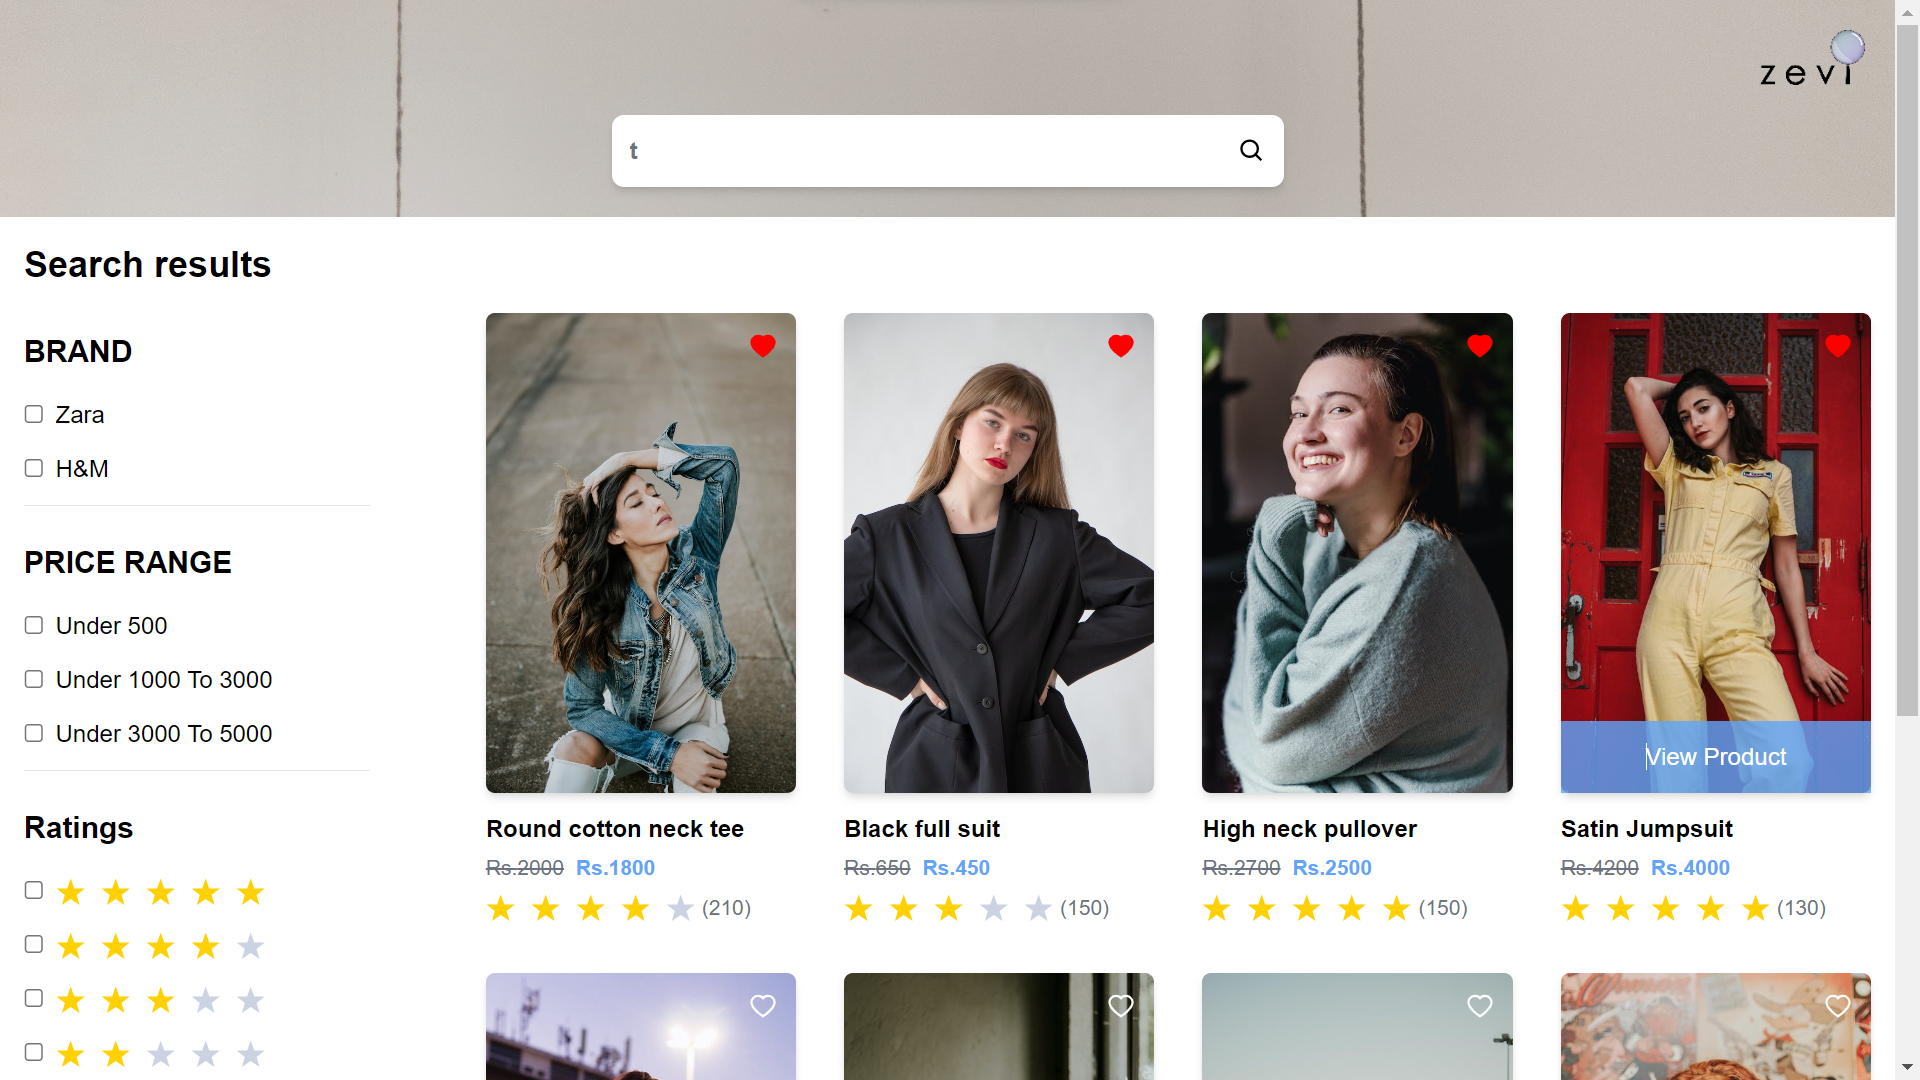 zevi
t
Search results
BRAND
Zara
H&M
PRICE RANGE
Under 500
Under 1000 To 3000
Under 3000 To 5000
Ratings
View Product
Round cotton neck tee
Rs.2000 Rs.1800
(210)
Black full suit
Rs.650 Rs.450
(150)
High neck pullover
Rs.2700 Rs.2500
(150)
Satin Jumpsuit
Rs.4200 Rs.4000
(130)